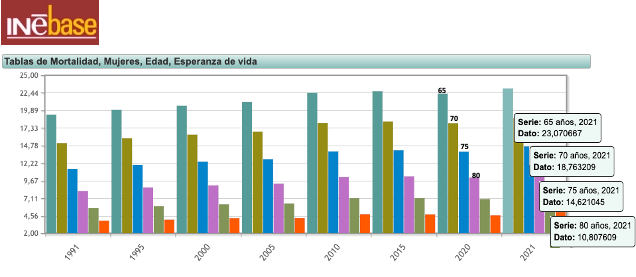 INēbase
Tablas de Mortalidad, Mujeres, Edad, Esperanza de vida
25,00
22,44
19,89
17,33
14,78
12,22
9,67
7,11
4,56
2,00
65
70
75
80
Serie: 65 años, 2021
Dato: 23,070667
Serie: 70 años, 2021
Dato: 18,763209
Serie: 75 años, 2021
Dato: 14,621045
Serie: 80 años, 2021
Dato: 10,807609
1991
1995
2000
2005
2010
2015
2020
2021